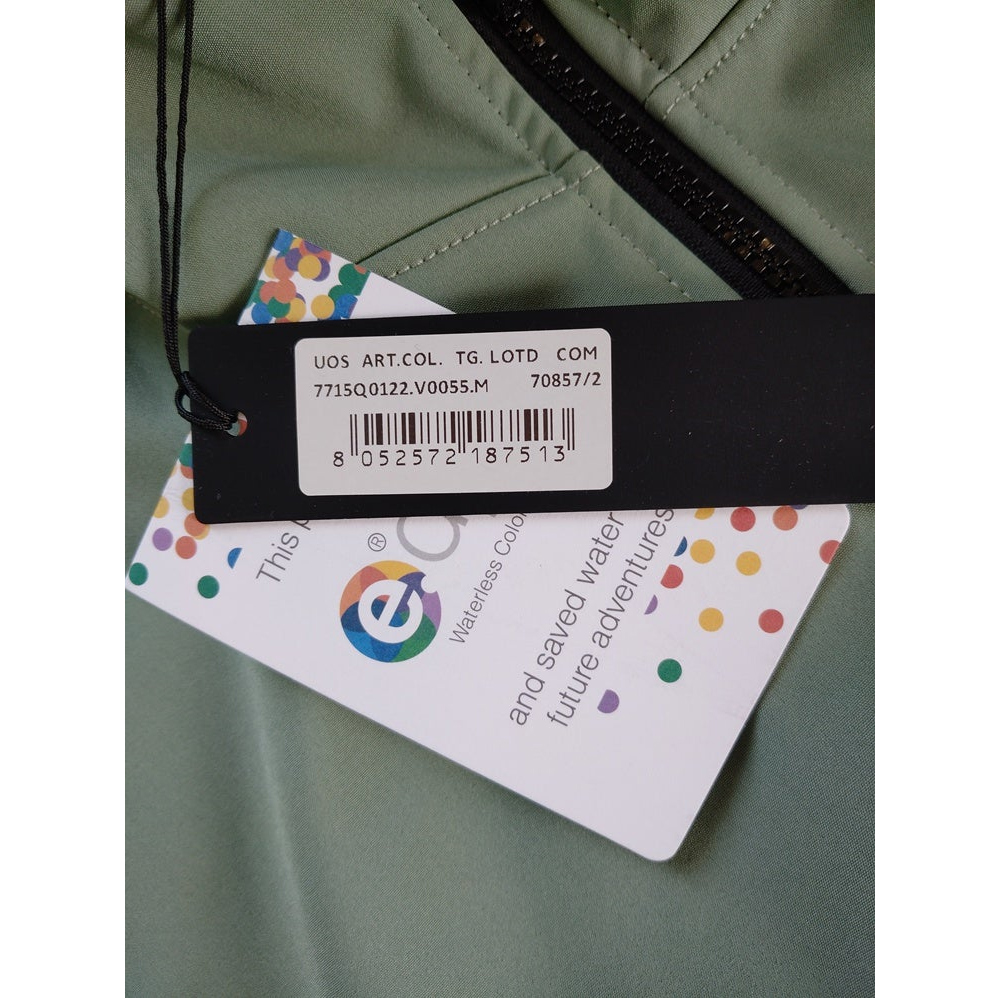 UOS ART.COL. TG. LOTD COM
7715Q0122.V0055.M 70857/2
8 052572 187513
This
®
e
Waterless Color
and saved water
future adventures